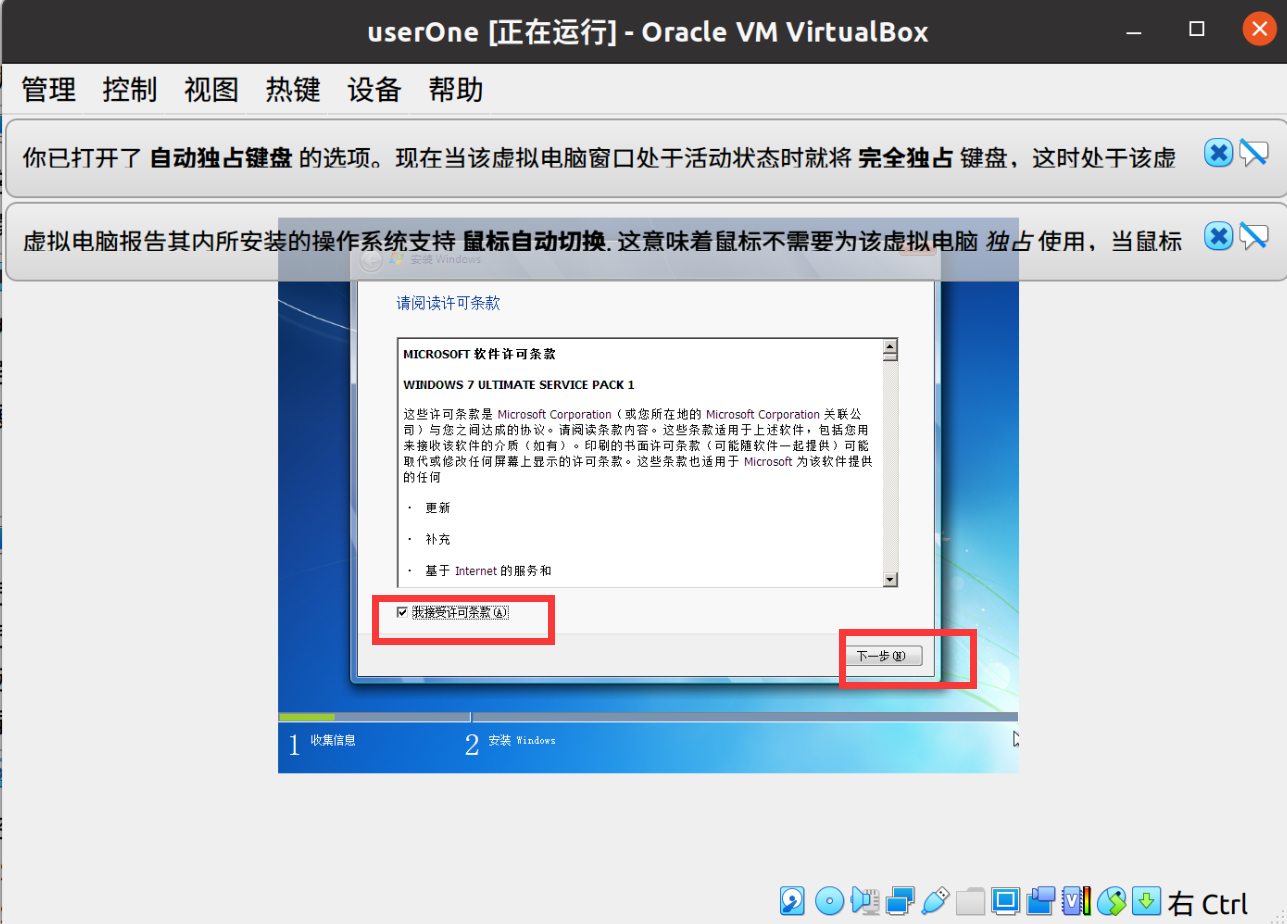 userOne [正在运行] - Oracle VM VirtualBox
管理 控制 视图 热键 设备 帮助
你已打开了 自动独占键盘 的选项。现在当该虚拟电脑窗口处于活动状态时就将 完全独占 键盘，这时处于该虚
虚拟电脑报告其内所安装的操作系统支持 鼠标自动切换. 这意味着鼠标不需要为该虚拟电脑 独占 使用，当鼠标
安装 Windows
请阅读许可条款
MICROSOFT 软件许可条款
WINDOWS 7 ULTIMATE SERVICE PACK 1
这些许可条款是 Microsoft Corporation（或您所在地的 Microsoft Corporation 关联公
司）与您之间达成的协议。请阅读条款内容。这些条款适用于上述软件，包括您用
来接收该软件的介质（如有）。印刷的书面许可条款（可能随软件一起提供）可能
取代或修改任何屏幕上显示的许可条款。这些条款也适用于 Microsoft 为该软件提供
的任何
· 更新
· 补充
· 基于 Internet 的服务和
我接受许可条款(A)
下一步(N)
1 收集信息 2 安装 Windows
右 Ctrl